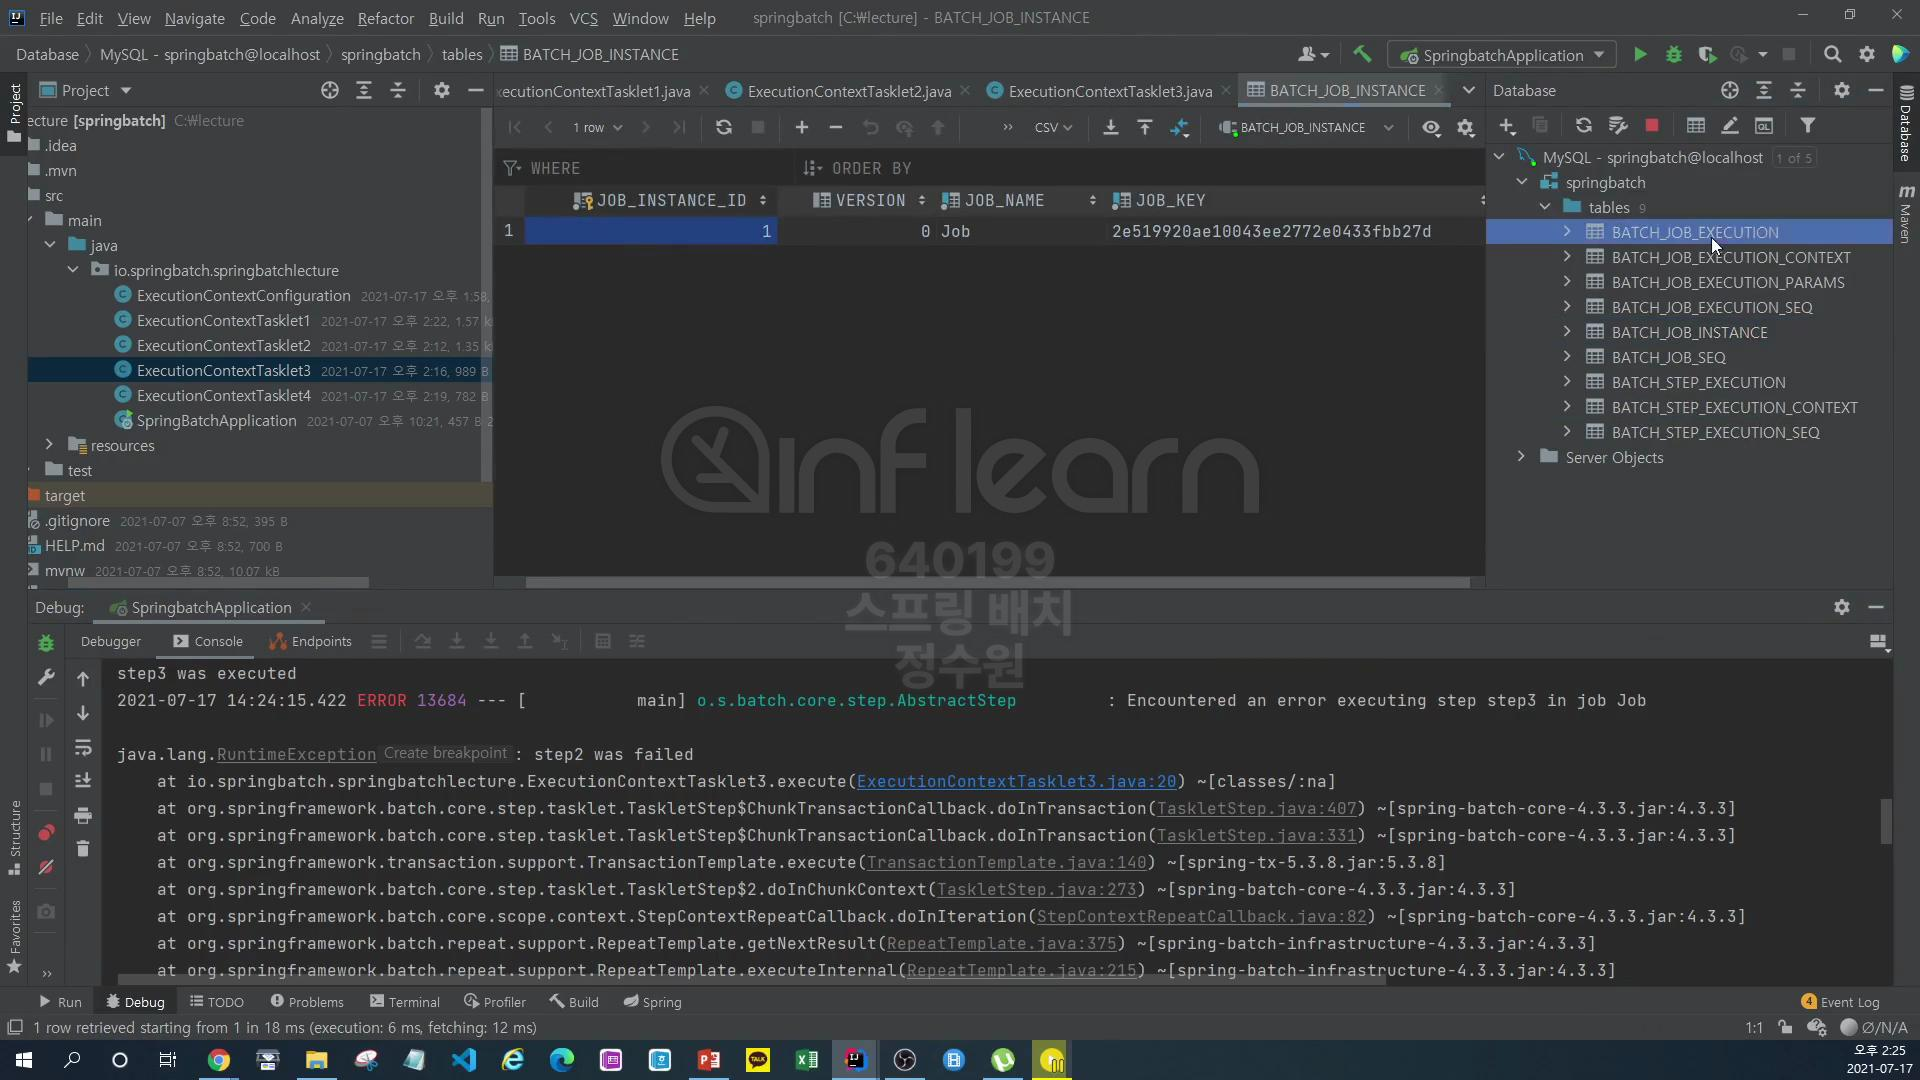 File Edit View Navigate Code Analyze Refactor Build Run Tools VCS Window Help springbatch [C:\lecture] - BATCH_JOB_INSTANCE
Database MySQL - springbatch@localhost springbatch tables BATCH_JOB_INSTANCE
SpringbatchApplication
Project
ecutionContextTasklet1.java ExecutionContextTasklet2.java ExecutionContextTasklet3.java BATCH_JOB_INSTANCE
Database
1 row CSV BATCH_JOB_INSTANCE
WHERE ORDER BY
JOB_INSTANCE_ID VERSION JOB_NAME JOB_KEY
1 1 0 Job 2e519920ae10043ee2772e0433fbb27d
ecture [springbatch] C:\lecture
.idea
.mvn
src
main
java
io.springbatch.springbatchlecture
ExecutionContextConfiguration 2021-07-17 오후 1:58,
ExecutionContextTasklet1 2021-07-17 오후 2:22, 1.57 k
ExecutionContextTasklet2 2021-07-17 오후 2:12, 1.35 k
ExecutionContextTasklet3 2021-07-17 오후 2:16, 989 B
ExecutionContextTasklet4 2021-07-17 오후 2:19, 782 B
SpringBatchApplication 2021-07-07 오후 10:21, 457 B 2
resources
test
target
.gitignore 2021-07-07 오후 8:52, 395 B
HELP.md 2021-07-07 오후 8:52, 700 B
mvnw 2021-07-07 오후 8:52, 10.07 kB
MySQL - springbatch@localhost 1 of 5
springbatch
tables 9
BATCH_JOB_EXECUTION
BATCH_JOB_EXECUTION_CONTEXT
BATCH_JOB_EXECUTION_PARAMS
BATCH_JOB_EXECUTION_SEQ
BATCH_JOB_INSTANCE
BATCH_JOB_SEQ
BATCH_STEP_EXECUTION
BATCH_STEP_EXECUTION_CONTEXT
BATCH_STEP_EXECUTION_SEQ
Server Objects
Project
Structure
Favorites
Database
m Maven
inflearn
640199
스프링 배치
정수원
Debug: SpringbatchApplication
Debugger Console Endpoints
step3 was executed
2021-07-17 14:24:15.422 ERROR 13684 --- [ main] o.s.batch.core.step.AbstractStep : Encountered an error executing step step3 in job Job
java.lang.RuntimeException Create breakpoint : step2 was failed
at io.springbatch.springbatchlecture.ExecutionContextTasklet3.execute(ExecutionContextTasklet3.java:20) ~[classes/:na]
at org.springframework.batch.core.step.tasklet.TaskletStep$ChunkTransactionCallback.doInTransaction(TaskletStep.java:407) ~[spring-batch-core-4.3.3.jar:4.3.3]
at org.springframework.batch.core.step.tasklet.TaskletStep$ChunkTransactionCallback.doInTransaction(TaskletStep.java:331) ~[spring-batch-core-4.3.3.jar:4.3.3]
at org.springframework.transaction.support.TransactionTemplate.execute(TransactionTemplate.java:140) ~[spring-tx-5.3.8.jar:5.3.8]
at org.springframework.batch.core.step.tasklet.TaskletStep$2.doInChunkContext(TaskletStep.java:273) ~[spring-batch-core-4.3.3.jar:4.3.3]
at org.springframework.batch.core.scope.context.StepContextRepeatCallback.doInIteration(StepContextRepeatCallback.java:82) ~[spring-batch-core-4.3.3.jar:4.3.3]
at org.springframework.batch.repeat.support.RepeatTemplate.getNextResult(RepeatTemplate.java:375) ~[spring-batch-infrastructure-4.3.3.jar:4.3.3]
at org.springframework.batch.repeat.support.RepeatTemplate.executeInternal(RepeatTemplate.java:215) ~[spring-batch-infrastructure-4.3.3.jar:4.3.3]
Run Debug TODO Problems Terminal Profiler Build Spring 4 Event Log
1 row retrieved starting from 1 in 18 ms (execution: 6 ms, fetching: 12 ms) 1:1 Ø/N/A
오후 2:25
2021-07-17